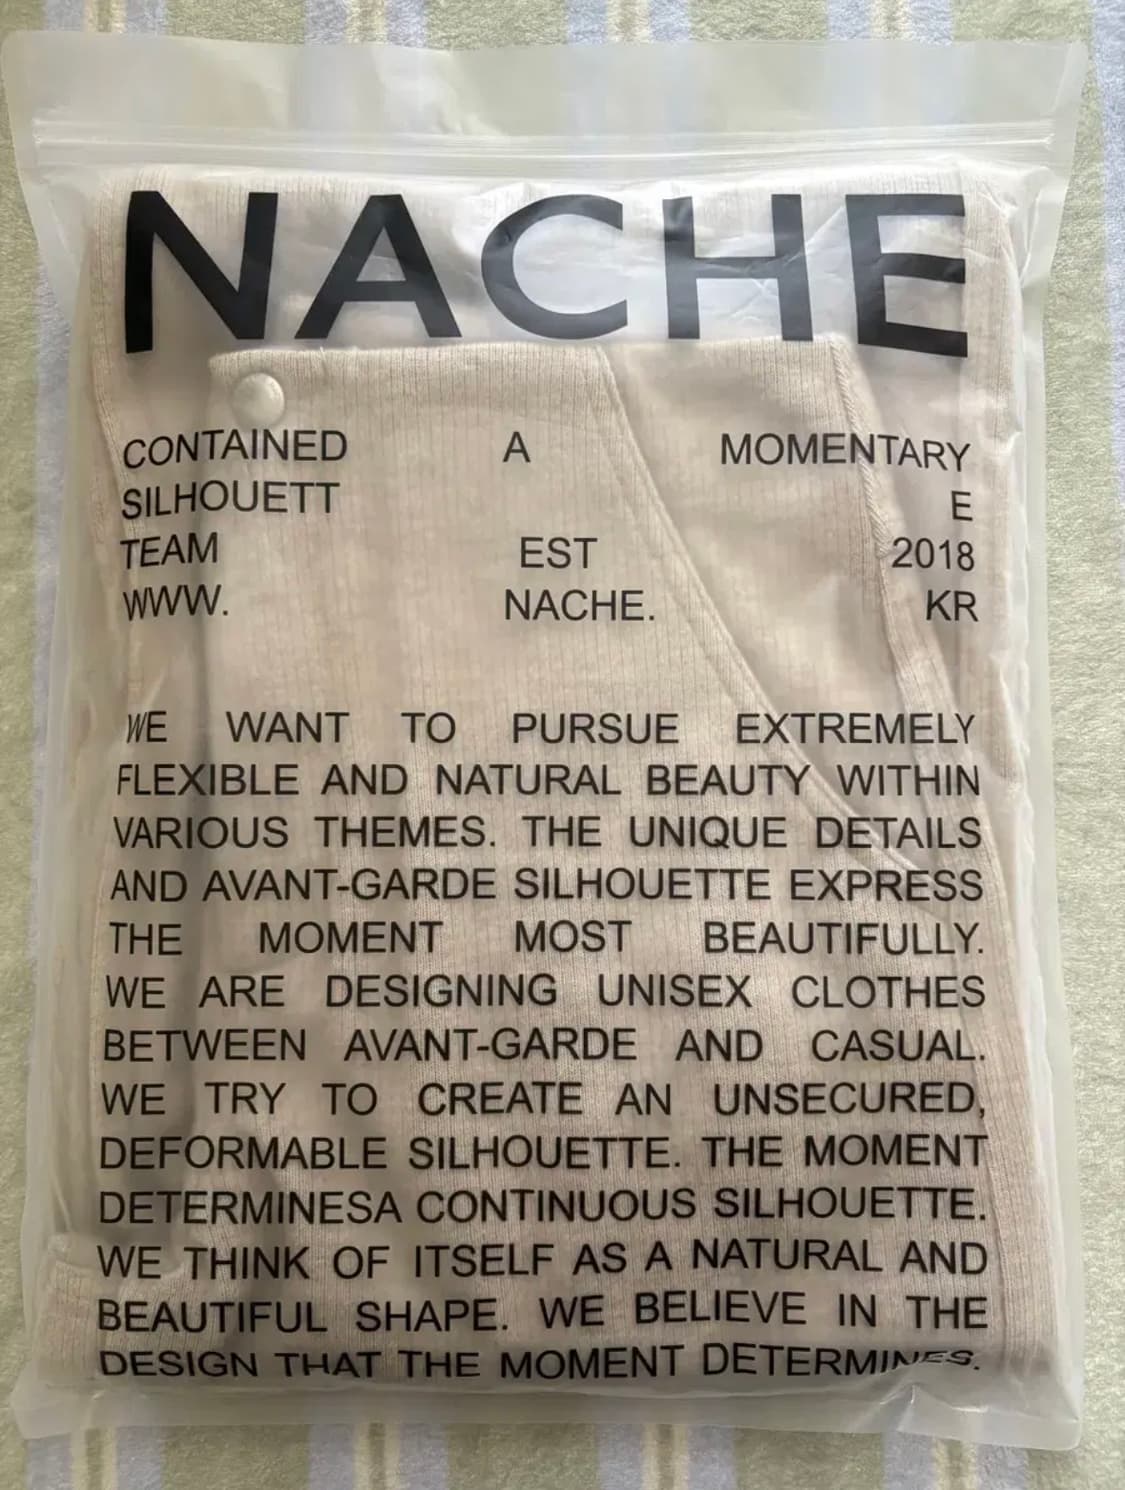 NACHE
CONTAINED A MOMENTARY
SILHOUETT E
TEAM EST 2018
WWW. NACHE. KR
WE WANT TO PURSUE EXTREMELY
FLEXIBLE AND NATURAL BEAUTY WITHIN
VARIOUS THEMES. THE UNIQUE DETAILS
AND AVANT-GARDE SILHOUETTE EXPRESS
THE MOMENT MOST BEAUTIFULLY.
WE ARE DESIGNING UNISEX CLOTHES
BETWEEN AVANT-GARDE AND CASUAL.
WE TRY TO CREATE AN UNSECURED,
DEFORMABLE SILHOUETTE. THE MOMENT
DETERMINESA CONTINUOUS SILHOUETTE.
WE THINK OF ITSELF AS A NATURAL AND
BEAUTIFUL SHAPE. WE BELIEVE IN THE
DESIGN THAT THE MOMENT DETERMINES.